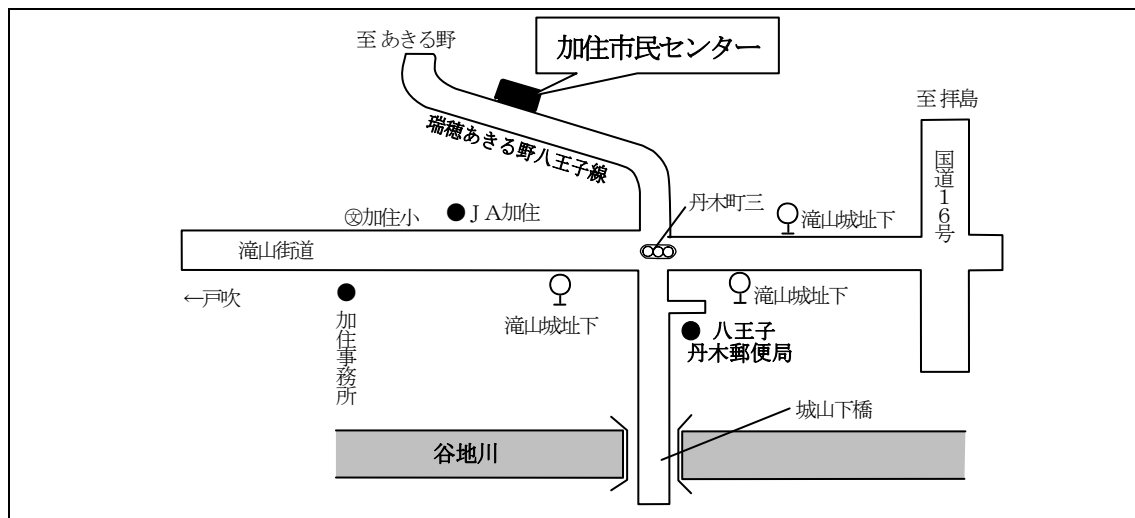 至 あきる野
加住市民センター
至 拝島
瑞穂あきる野八王子線
国道16号
丹木町三
㊫加住小
ＪＡ加住
滝山城址下
滝山街道
←戸吹
滝山城址下
滝山城址下
加住事務所
八王子
丹木郵便局
城山下橋
谷地川